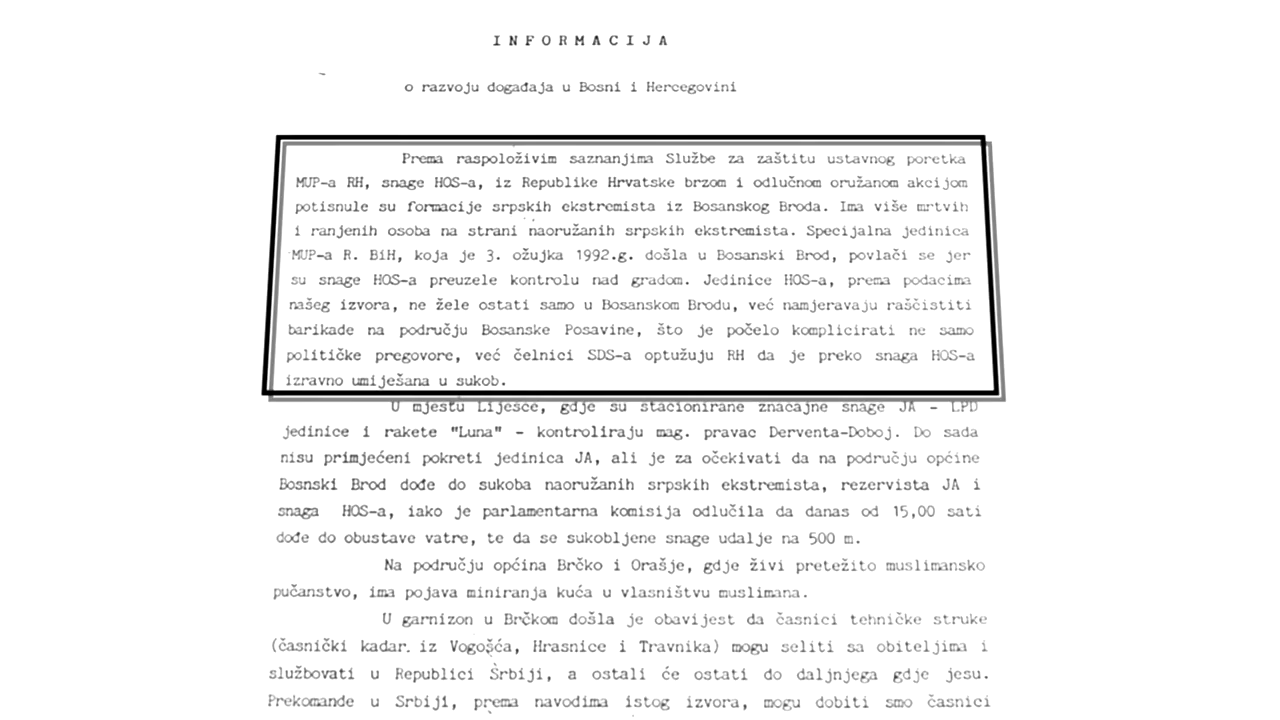 INFORMACIJA
o razvoju događaja u Bosni i Hercegovini
Prema raspoloživim saznanjima Službe za zaštitu ustavnog poretka
MUP-a RH, snage HOS-a, iz Republike Hrvatske brzom i odlučnom oružanom akcijom
potisnule su formacije srpskih ekstremista iz Bosanskog Broda. Ima više mrtvih
i ranjenih osoba na strani naoružanih srpskih ekstremista. Specijalna jedinica
MUP-a R. BiH, koja je 3. ožujka 1992.g. došla u Bosanski Brod, povlači se jer
su snage HOS-a preuzele kontrolu nad gradom. Jedinice HOS-a, prema podacima
našeg izvora, ne žele ostati samo u Bosanskom Brodu, već namjeravaju raščistiti
barikade na području Bosanske Posavine, što je počelo komplicirati ne samo
političke pregovore, već čelnici SDS-a optužuju RH da je preko snaga HOS-a
izravno umiješana u sukob.
U mjestu Liješće, gdje su stacionirane značajne snage JA - LPD
jedinice i rakete "Luna" - kontroliraju mag. pravac Derventa-Doboj. Do sada
nisu primjećeni pokreti jedinica JA, ali je za očekivati da na području općine
Bosnski Brod dođe do sukoba naoružanih srpskih ekstremista, rezervista JA i
snaga HOS-a, iako je parlamentarna komisija odlučila da danas od 15,00 sati
dođe do obustave vatre, te da se sukobljene snage udalje na 500 m.
Na području općina Brčko i Orašje, gdje živi pretežito muslimansko
pučanstvo, ima pojava miniranja kuća u vlasništvu muslimana.
U garnizon u Brčkom došla je obavijest da časnici tehničke struke
(časnički kadar iz Vogošća, Hrasnice i Travnika) mogu seliti sa obiteljima i
službovati u Republici Srbiji, a ostali će ostati do daljnjega gdje jesu.
Prekomande u Srbiji, prema navodima istog izvora, mogu dobiti smo časnici